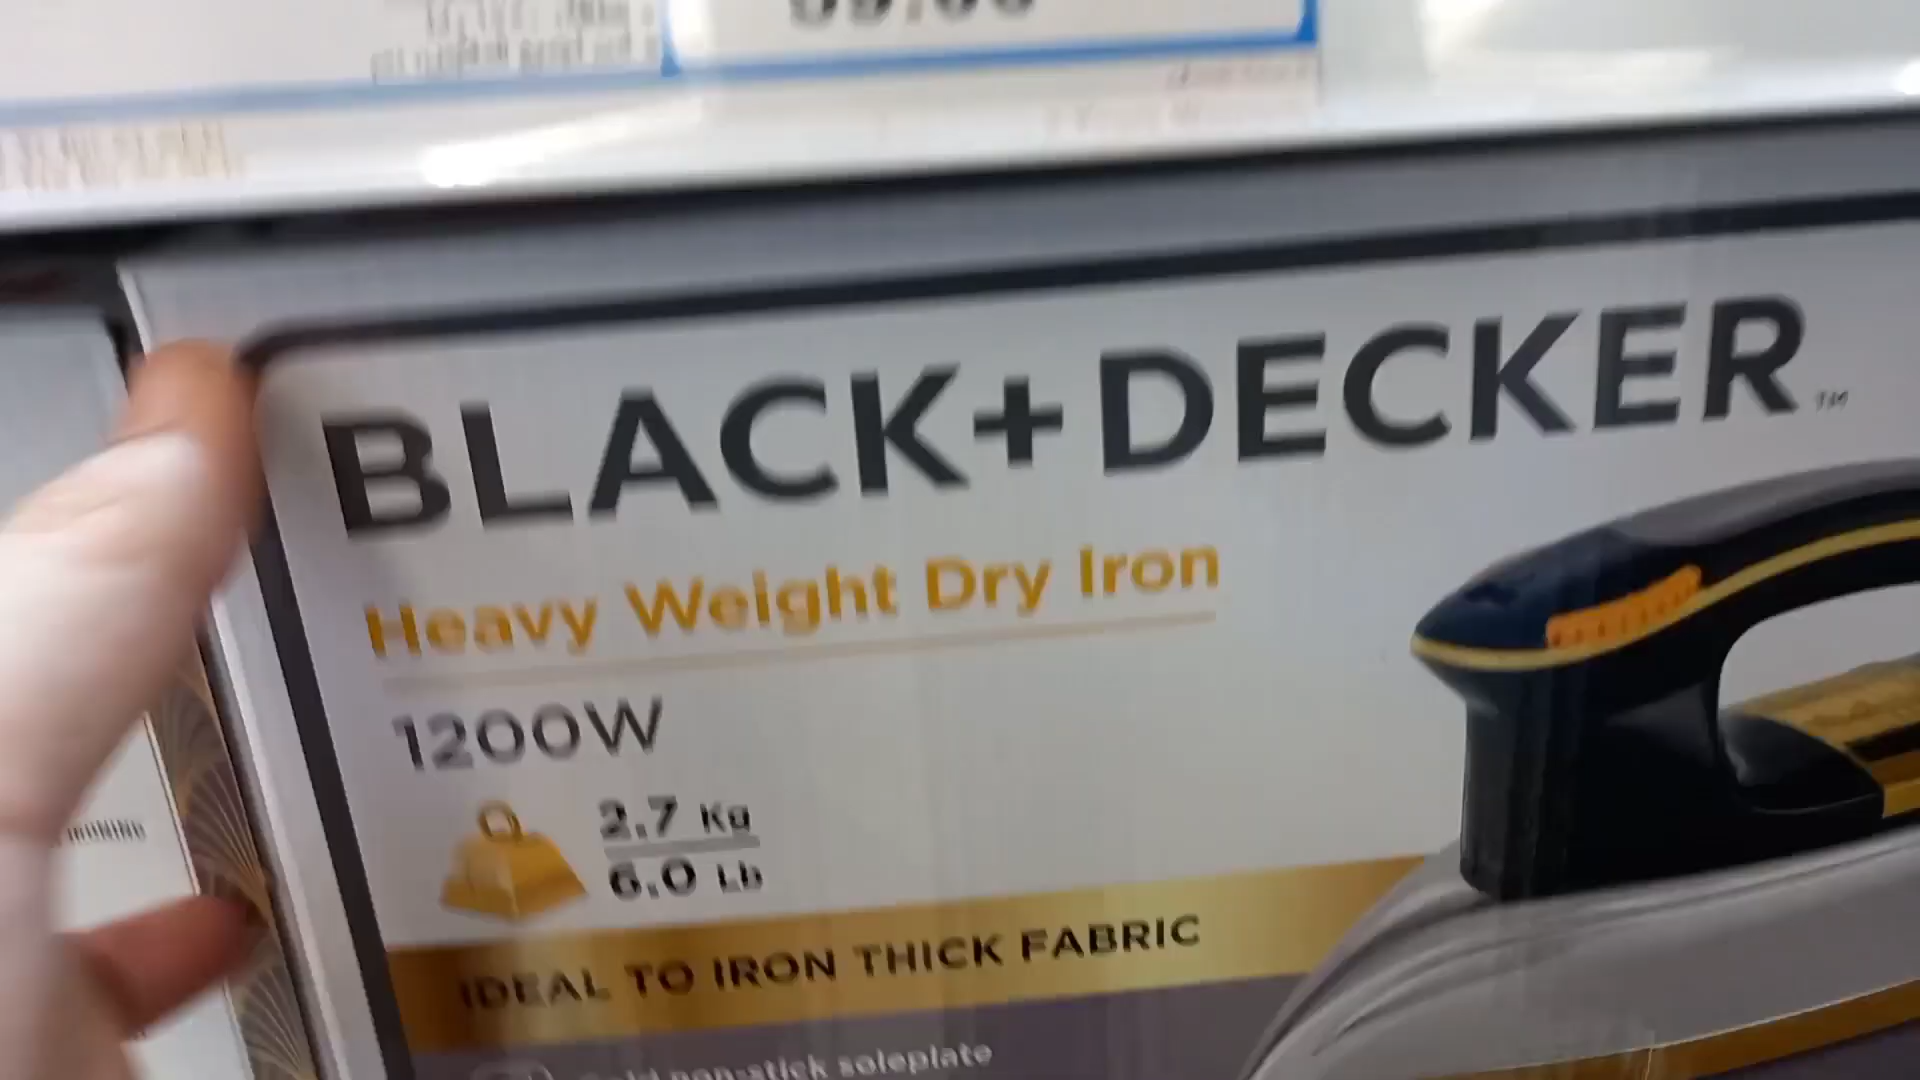 BLACK+DECKER™
Heavy Weight Dry Iron
1200W
2.7 Kg
6.0 Lb
IDEAL TO IRON THICK FABRIC
non-stick soleplate